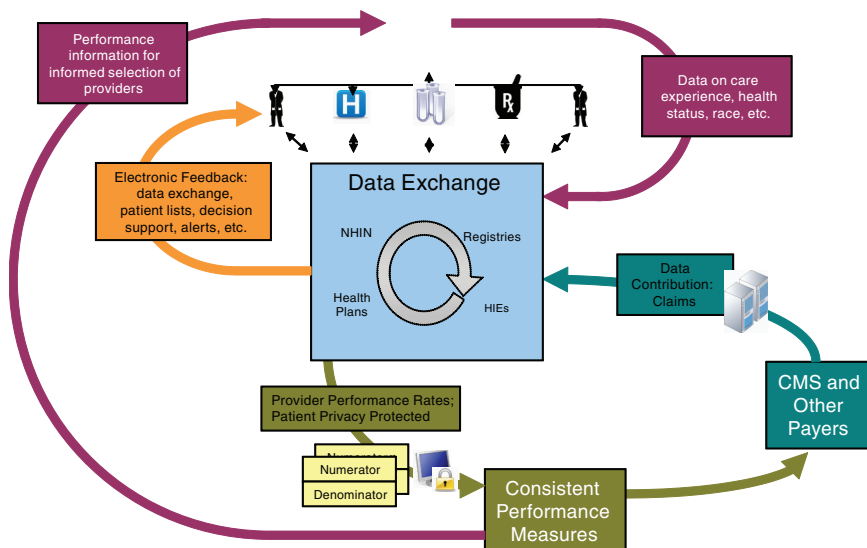 Performance
information for
informed selection of
providers
Data on care
experience, health
status, race, etc.
H
Rx
Electronic Feedback:
data exchange,
patient lists, decision
support, alerts, etc.
Data Exchange
NHIN
Registries
Health
Plans
HIEs
Data
Contribution:
Claims
CMS and
Other
Payers
Provider Performance Rates;
Patient Privacy Protected
Numerator
Denominator
Consistent
Performance
Measures